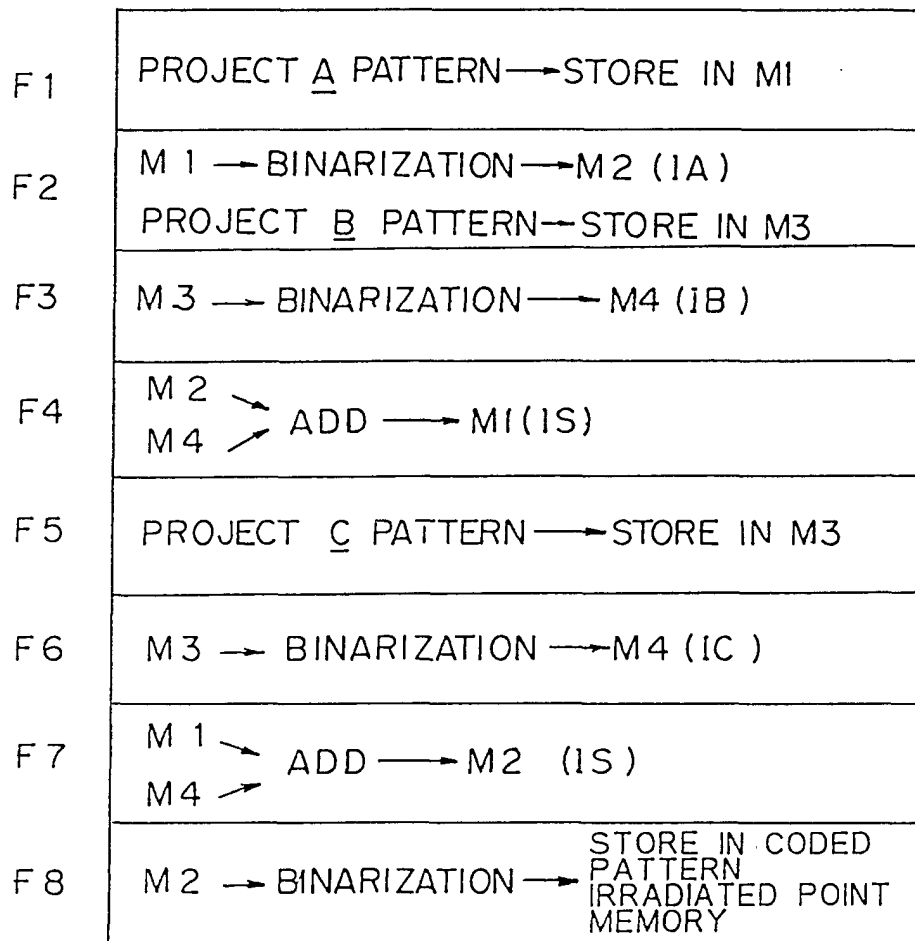 F1 PROJECT A PATTERN → STORE IN M1
F2 M1 → BINARIZATION → M2 (IA)
PROJECT B PATTERN → STORE IN M3
F3 M3 → BINARIZATION → M4 (IB)
F4 M2
M4 ADD → M1 (IS)
F5 PROJECT C PATTERN → STORE IN M3
F6 M3 → BINARIZATION → M4 (IC)
F7 M1
M4 ADD → M2 (IS)
F8 M2 → BINARIZATION → STORE IN CODED
PATTERN
IRRADIATED POINT
MEMORY